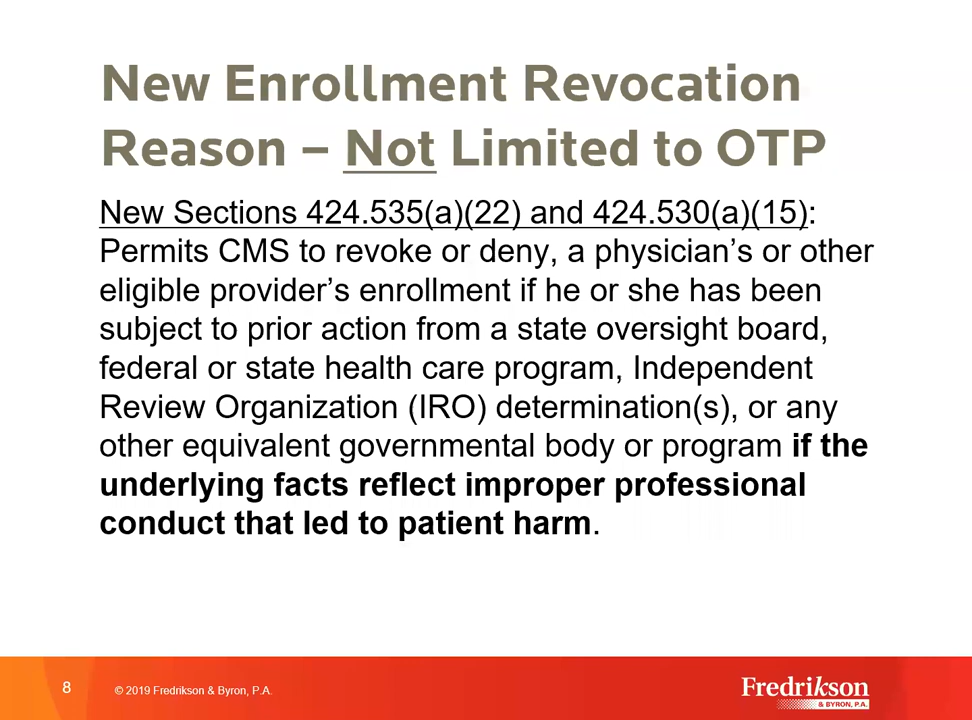 New Enrollment Revocation
Reason – Not Limited to OTP
New Sections 424.535(a)(22) and 424.530(a)(15):
Permits CMS to revoke or deny, a physician’s or other
eligible provider’s enrollment if he or she has been
subject to prior action from a state oversight board,
federal or state health care program, Independent
Review Organization (IRO) determination(s), or any
other equivalent governmental body or program if the
underlying facts reflect improper professional
conduct that led to patient harm.
8
© 2019 Fredrikson & Byron, P.A.
Fredrikson
& BYRON, P.A.